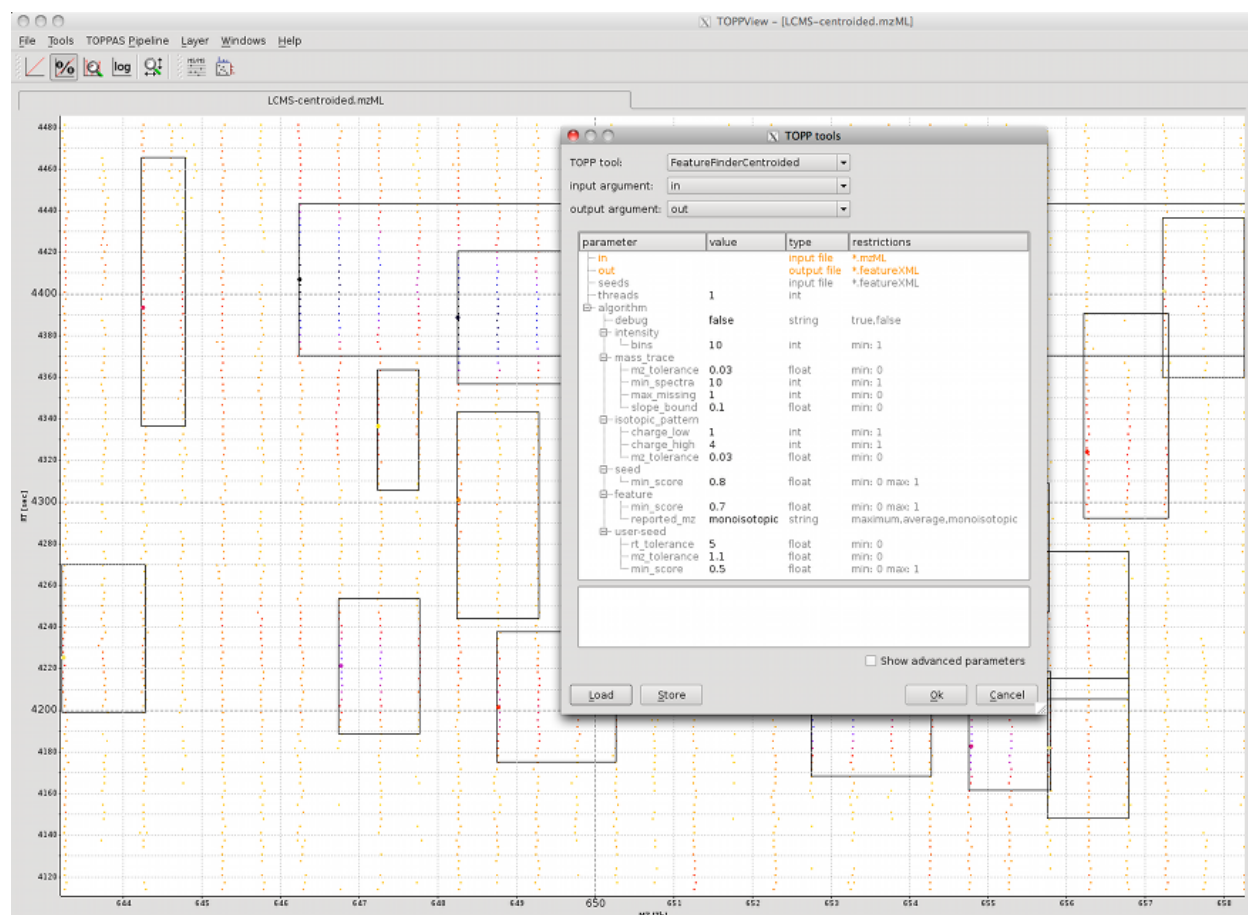 TOPPView - [LCMS-centroided.mzML]
File Tools TOPPAS Pipeline Layer Windows Help
% log
LCMS-centroided.mzML
TOPP tools
TOPP tool: FeatureFinderCentroided
input argument: in
output argument: out
parameter value type restrictions
in input file *.mzML
out output file *.featureXML
seeds input file *.featureXML
threads 1 int
algorithm
debug false string true,false
intensity
bins 10 int min: 1
mass_trace
mz_tolerance 0.03 float min: 0
min_spectra 10 int min: 1
max_missing 1 int min: 0
slope_bound 0.1 float min: 0
isotopic_pattern
charge_low 1 int min: 1
charge_high 4 int min: 1
mz_tolerance 0.03 float min: 0
seed
min_score 0.8 float min: 0 max: 1
feature
min_score 0.7 float min: 0 max: 1
reported_mz monoisotopic string maximum,average,monoisotopic
user-seed
rt_tolerance 5 float min: 0
mz_tolerance 1.1 float min: 0
min_score 0.5 float min: 0 max: 1
Show advanced parameters
Load Store Ok Cancel
4480
4460
4440
4420
4400
4380
4360
4340
4320
4300
4280
4260
4240
4220
4200
4180
4160
4140
4120
RT [sec]
644 645 646 647 648 649 650 651 652 653 654 655 656 657 658